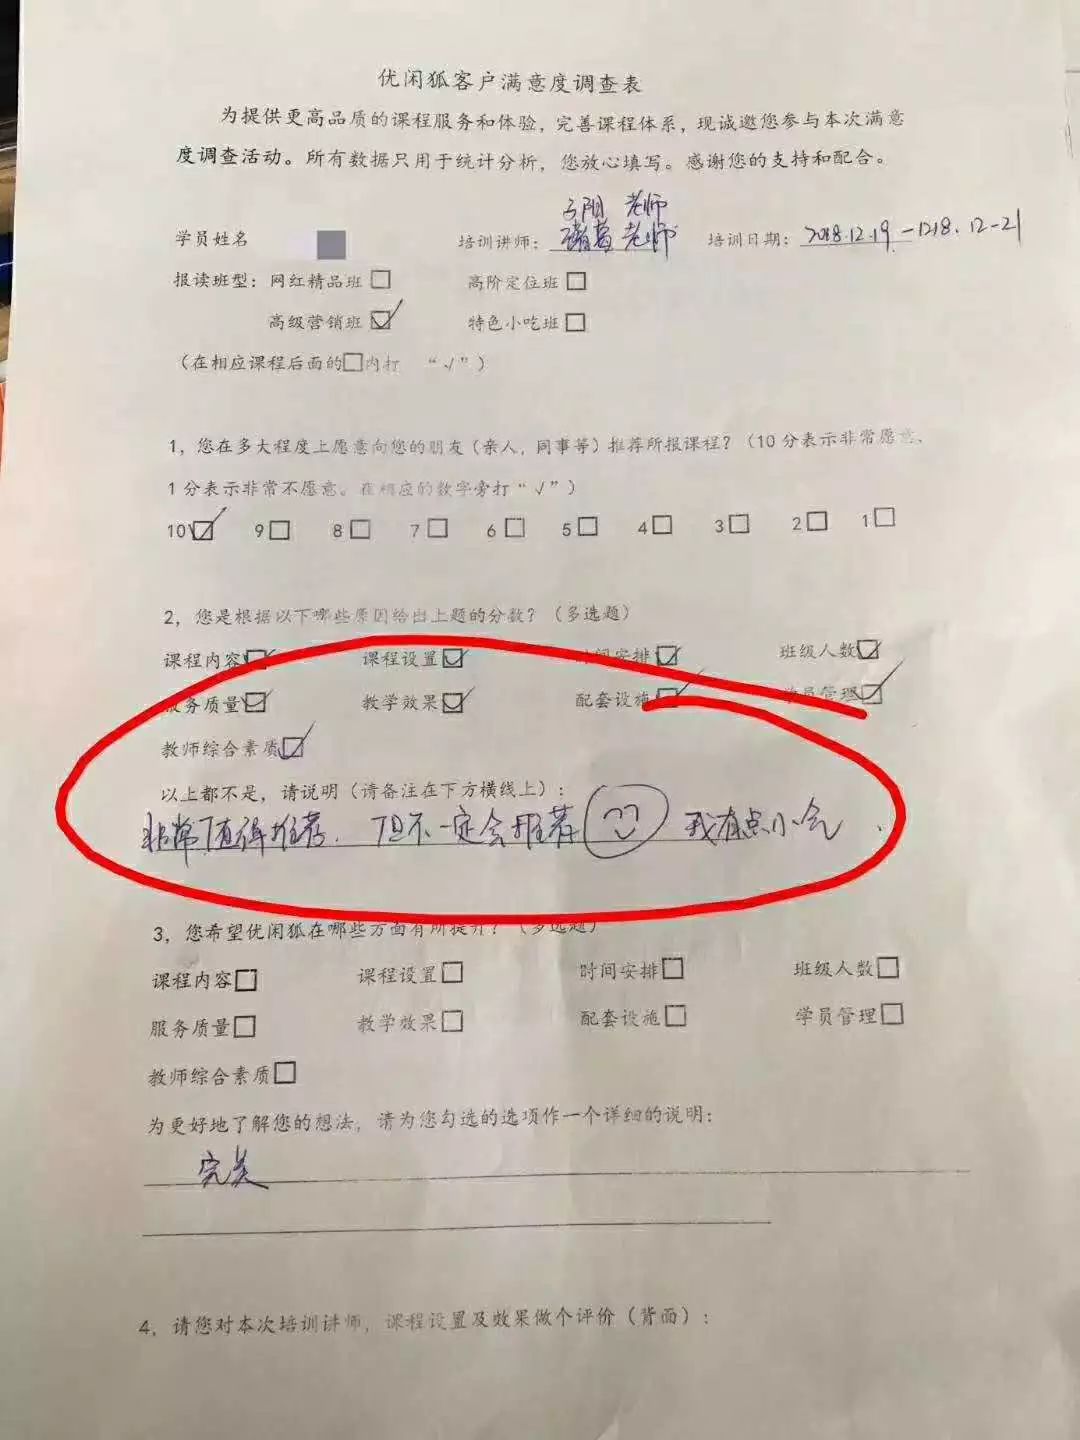 优闲狐客户满意度调查表
为提供更高品质的课程服务和体验，完善课程体系，现诚邀您参与本次满意
度调查活动。所有数据只用于统计分析，您放心填写。感谢您的支持和配合。
老师
学员姓名 培训讲师：诸葛老师 培训日期：2018.12.19-1218.12-21
报读班型：网红精品班□ 高阶定位班□
高级营销班☑ 特色小吃班□
（在相应课程后面的□内打 “√”）
1，您在多大程度上愿意向您的朋友（亲人，同事等）推荐所报课程？（10分表示非常愿意、
1分表示非常不愿意。在相应的数字旁打“√”）
10☑ 9□ 8□ 7□ 6□ 5□ 4□ 3□ 2□ 1□
2，您是根据以下哪些原因给出上题的分数？（多选题）
课程内容☑ 课程设置☑ 时间安排☑ 班级人数☑
服务质量☑ 教学效果☑ 配套设施☑ 学员管理☑
教师综合素质☑
以上都不是，请说明（请备注在下方横线上）：
非常值得推荐．但不一定会推荐 我有点小气
3，您希望优闲狐在哪些方面有所提升？（多选题）
课程内容□ 课程设置□ 时间安排□ 班级人数□
服务质量□ 教学效果□ 配套设施□ 学员管理□
教师综合素质□
为更好地了解您的想法，请为您勾选的选项作一个详细的说明：
完美
4，请您对本次培训讲师，课程设置及效果做个评价（背面）：